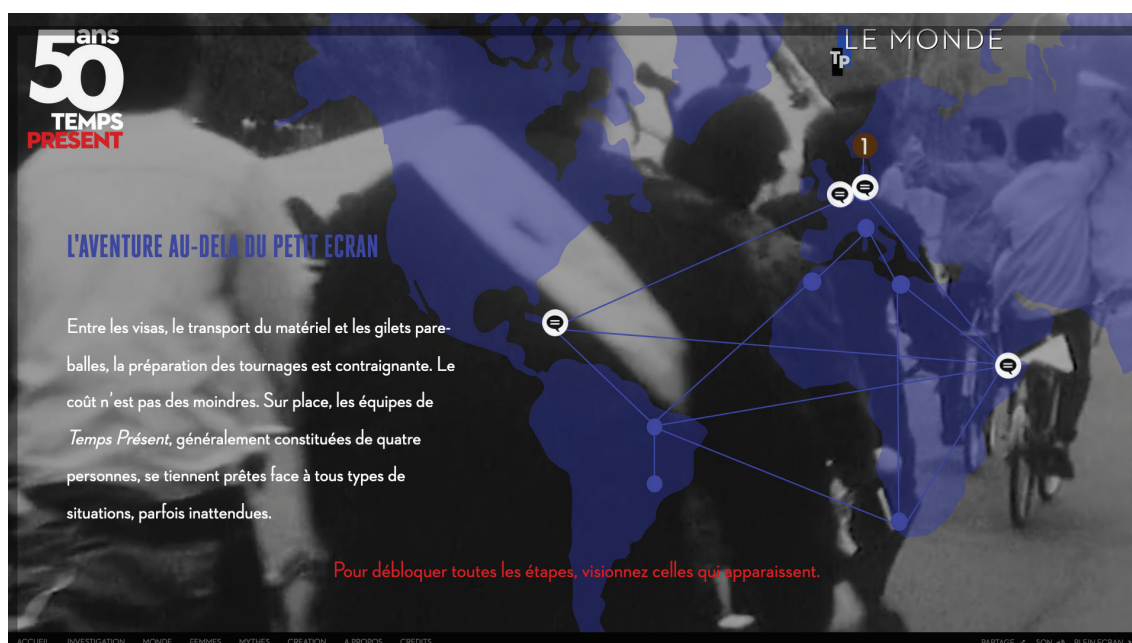 50 ans
TEMPS
PRÉSENT
LE MONDE
TP
1
L'AVENTURE AU-DELA DU PETIT ECRAN
Entre les visas, le transport du matériel et les gilets pare-
balles, la préparation des tournages est contraignante. Le
coût n'est pas des moindres. Sur place, les équipes de
Temps Présent, généralement constituées de quatre
personnes, se tiennent prêtes face à tous types de
situations, parfois inattendues.
Pour débloquer toutes les étapes, visionnez celles qui apparaissent.
ACCUEIL INVESTIGATION MONDE FEMMES MYTHES CREATION A PROPOS CREDITS
PARTAGE SON PLEIN ECRAN